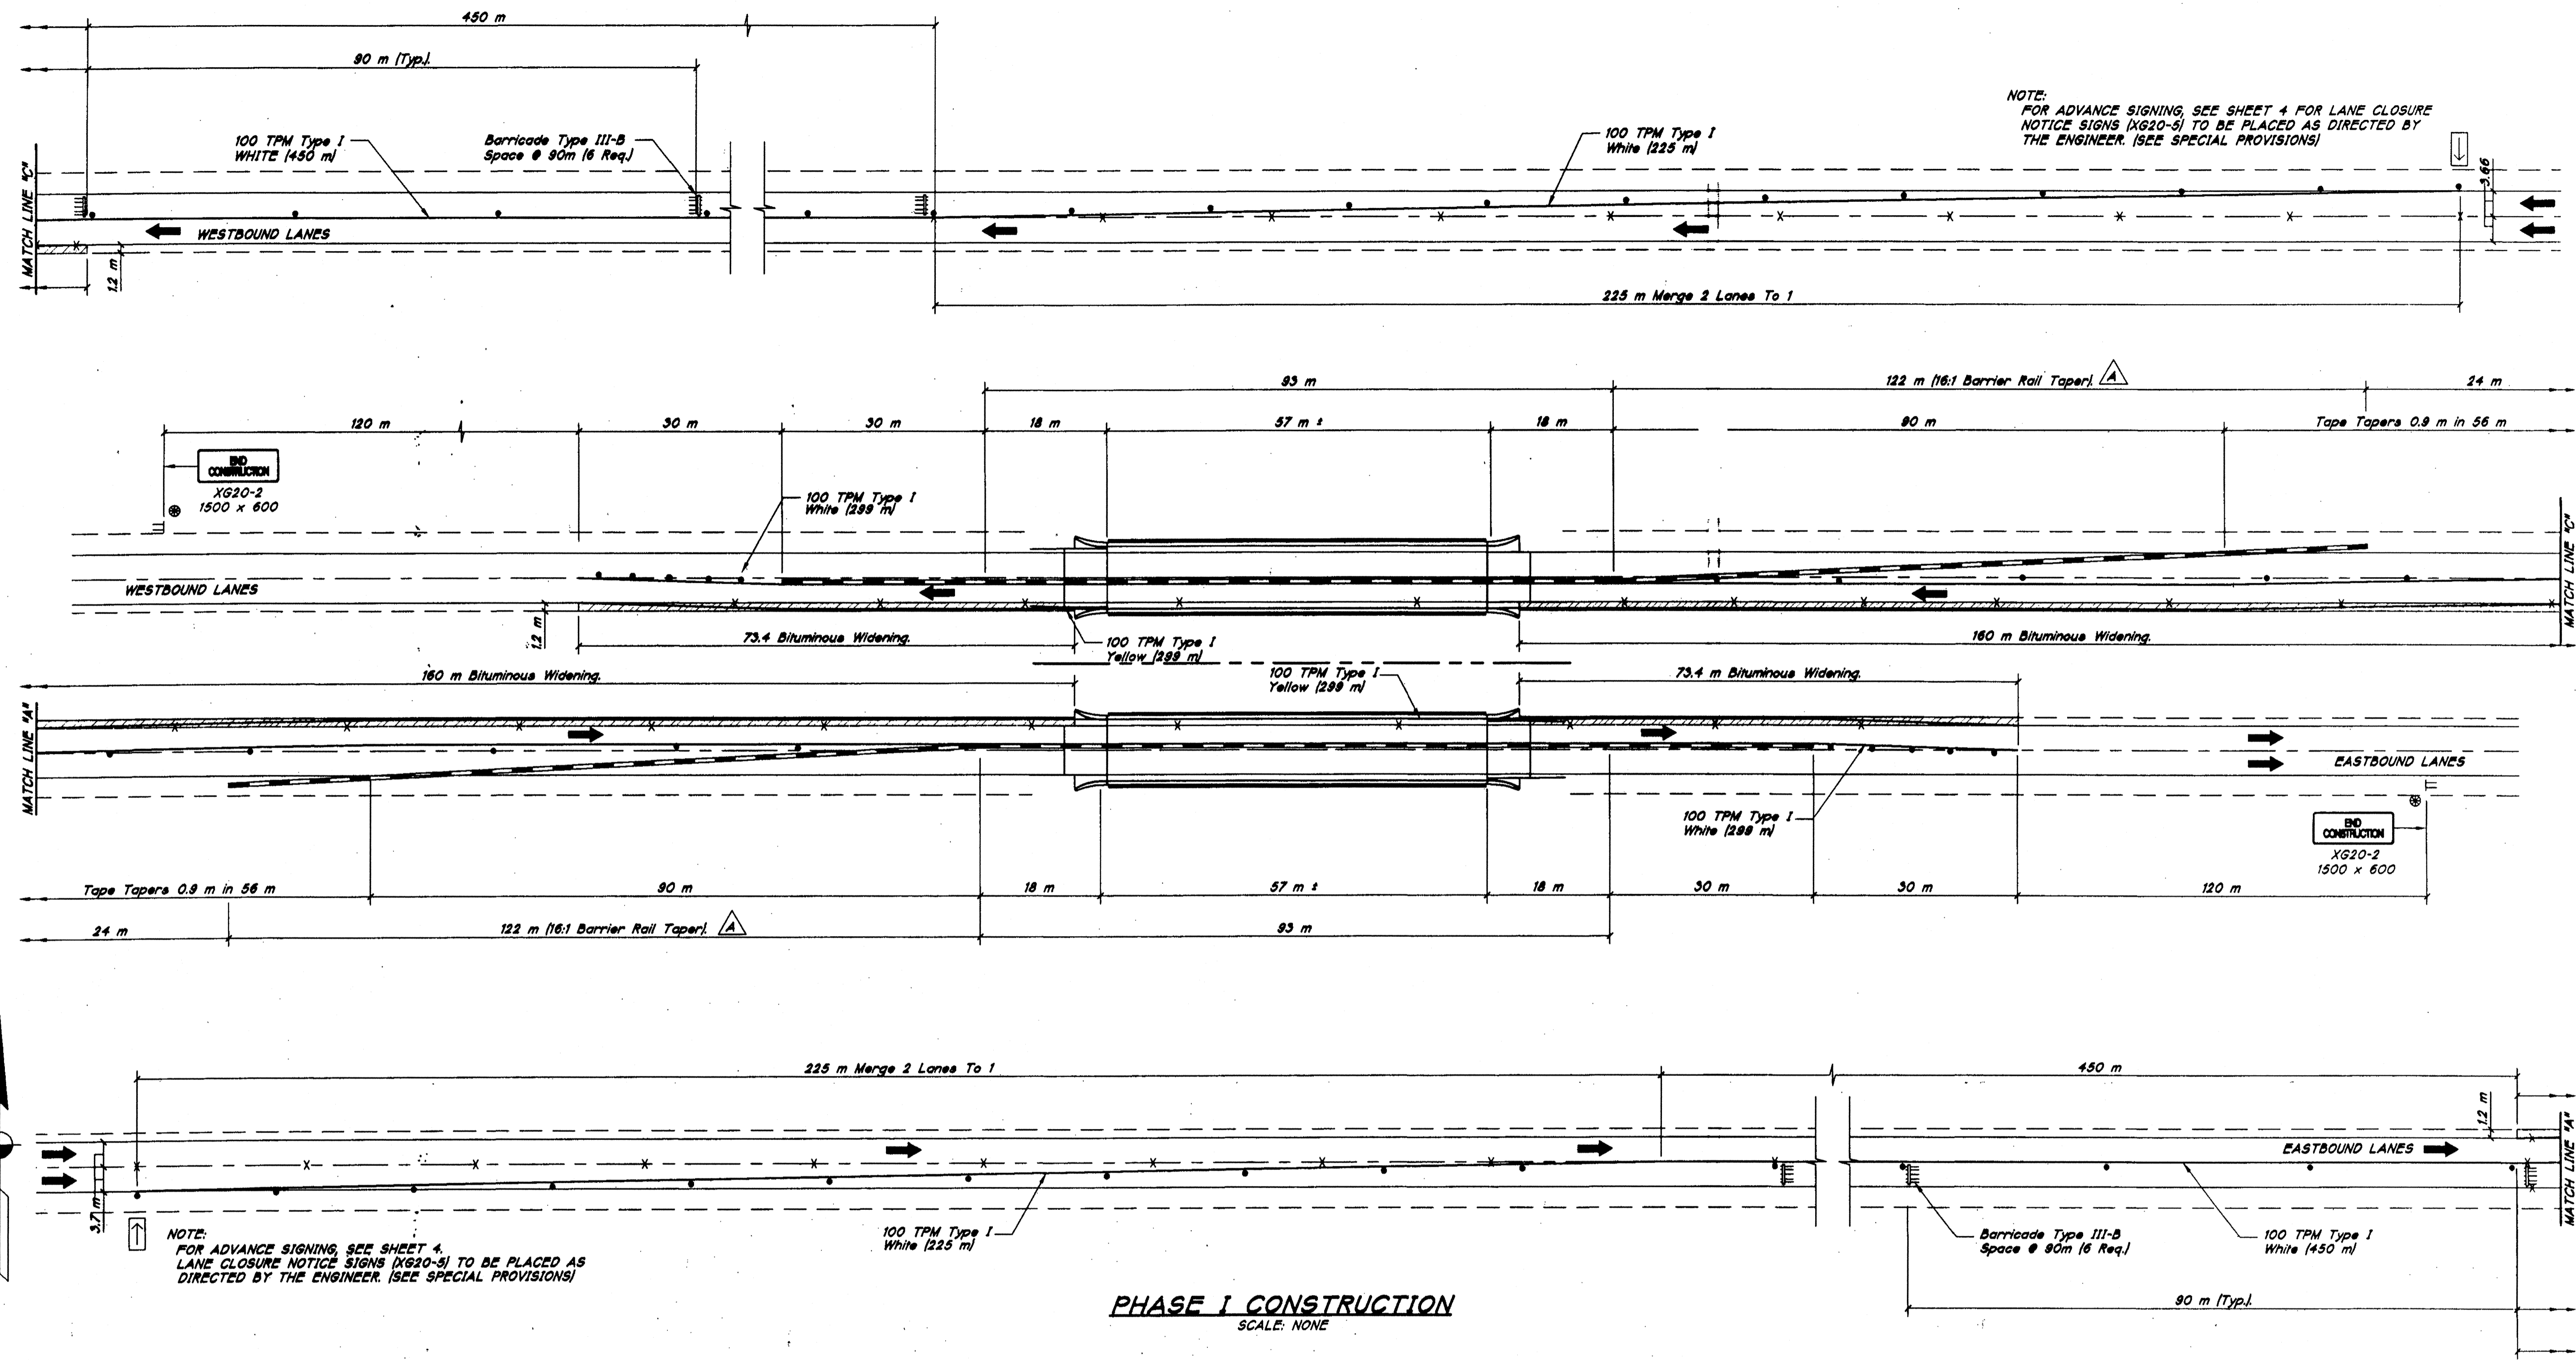 450 m
90 m (Typ.).
100 TPM Type I
WHITE (450 m)
Barricade Type III-B
Space @ 90m (6 Req.)
100 TPM Type I
White (225 m)
NOTE:
FOR ADVANCE SIGNING, SEE SHEET 4 FOR LANE CLOSURE
NOTICE SIGNS (XG20-5) TO BE PLACED AS DIRECTED BY
THE ENGINEER. (SEE SPECIAL PROVISIONS)
MATCH LINE "C"
WESTBOUND LANES
1.2 m
3.66
225 m Merge 2 Lanes To 1
93 m
122 m (16:1 Barrier Rail Taper). A
24 m
120 m
30 m
30 m
18 m
57 m ±
18 m
90 m
Tape Tapers 0.9 m in 56 m
END
CONSTRUCTION
XG20-2
1500 x 600
100 TPM Type I
White (299 m)
WESTBOUND LANES
MATCH LINE "C"
1.2 m
73.4 Bituminous Widening.
100 TPM Type I
Yellow (299 m)
160 m Bituminous Widening.
160 m Bituminous Widening.
100 TPM Type I
Yellow (299 m)
73.4 m Bituminous Widening.
MATCH LINE "A"
EASTBOUND LANES
100 TPM Type I
White (299 m)
END
CONSTRUCTION
XG20-2
1500 x 600
Tape Tapers 0.9 m in 56 m
90 m
18 m
57 m ±
18 m
30 m
30 m
120 m
24 m
122 m (16:1 Barrier Rail Taper). A
93 m
225 m Merge 2 Lanes To 1
450 m
1.2 m
EASTBOUND LANES
MATCH LINE "A"
3.7 m
NOTE:
FOR ADVANCE SIGNING, SEE SHEET 4.
LANE CLOSURE NOTICE SIGNS (XG20-5) TO BE PLACED AS
DIRECTED BY THE ENGINEER. (SEE SPECIAL PROVISIONS)
100 TPM Type I
White (225 m)
Barricade Type III-B
Space @ 90m (6 Req.)
100 TPM Type I
White (450 m)
90 m (Typ.).
PHASE I CONSTRUCTION
SCALE: NONE